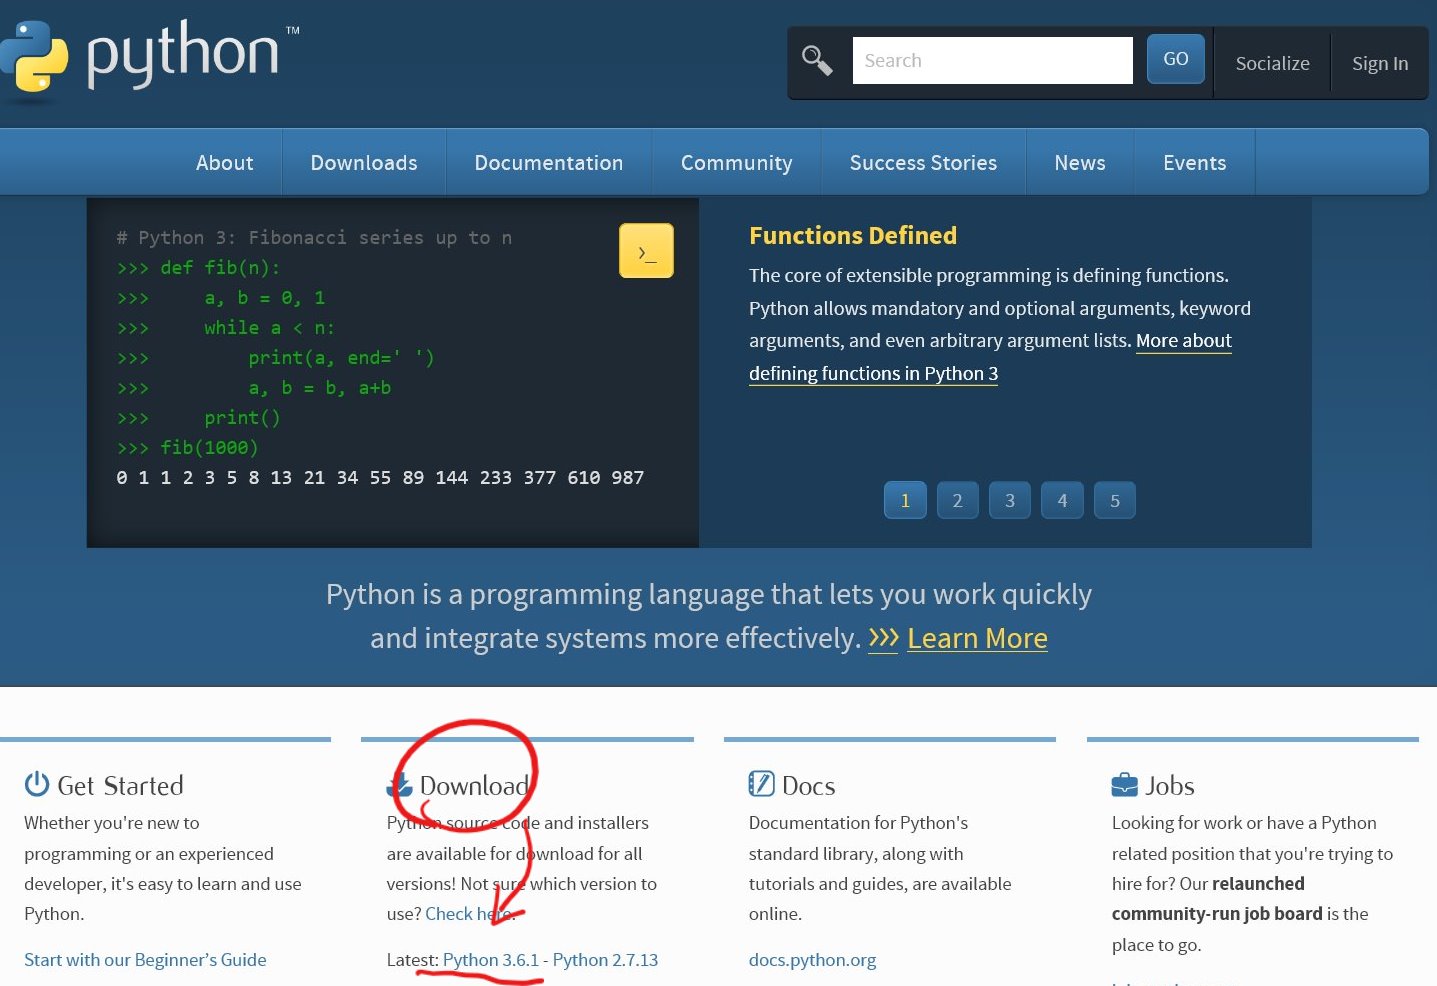 python™
Search
GO
Socialize
Sign In
About
Downloads
Documentation
Community
Success Stories
News
Events
# Python 3: Fibonacci series up to n
>>> def fib(n):
>>>     a, b = 0, 1
>>>     while a < n:
>>>         print(a, end=' ')
>>>         a, b = b, a+b
>>>     print()
>>> fib(1000)
0 1 1 2 3 5 8 13 21 34 55 89 144 233 377 610 987
>_
Functions Defined
The core of extensible programming is defining functions.
Python allows mandatory and optional arguments, keyword
arguments, and even arbitrary argument lists. More about
defining functions in Python 3
1
2
3
4
5
Python is a programming language that lets you work quickly
and integrate systems more effectively. >>> Learn More
Get Started
Whether you're new to
programming or an experienced
developer, it's easy to learn and use
Python.
Start with our Beginner’s Guide
Download
Python source code and installers
are available for download for all
versions! Not sure which version to
use? Check here.
Latest: Python 3.6.1 - Python 2.7.13
Docs
Documentation for Python's
standard library, along with
tutorials and guides, are available
online.
docs.python.org
Jobs
Looking for work or have a Python
related position that you're trying to
hire for? Our relaunched
community-run job board is the
place to go.